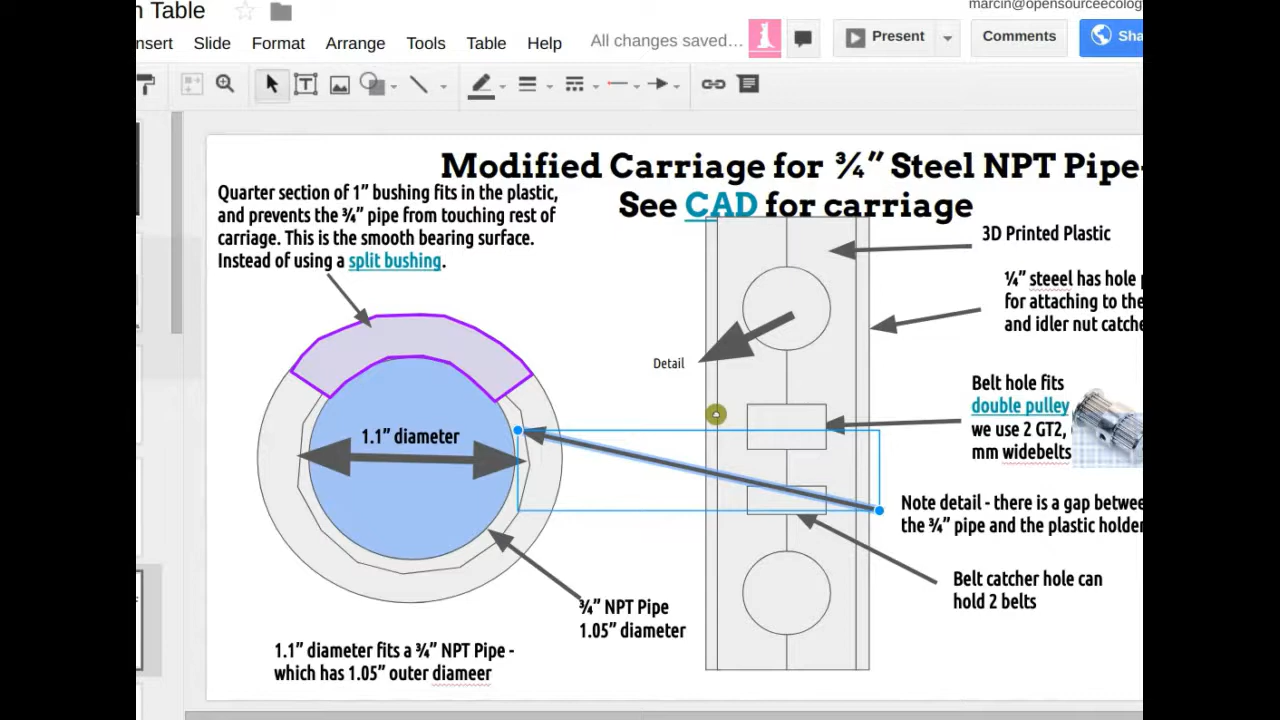 n Table
marcin@opensourceecolog
nsert Slide Format Arrange Tools Table Help All changes saved… Present Comments Sha
Modified Carriage for ¾” Steel NPT Pipe-
See CAD for carriage
Quarter section of 1” bushing fits in the plastic,
and prevents the ¾” pipe from touching rest of
carriage. This is the smooth bearing surface.
Instead of using a split bushing.
3D Printed Plastic
¼” steeel has hole
for attaching to the
and idler nut catche
Detail
Belt hole fits
double pulley
we use 2 GT2,
mm widebelts
1.1” diameter
Note detail - there is a gap betwee
the ¾” pipe and the plastic holder
Belt catcher hole can
hold 2 belts
¾” NPT Pipe
1.05” diameter
1.1” diameter fits a ¾” NPT Pipe -
which has 1.05” outer diameer